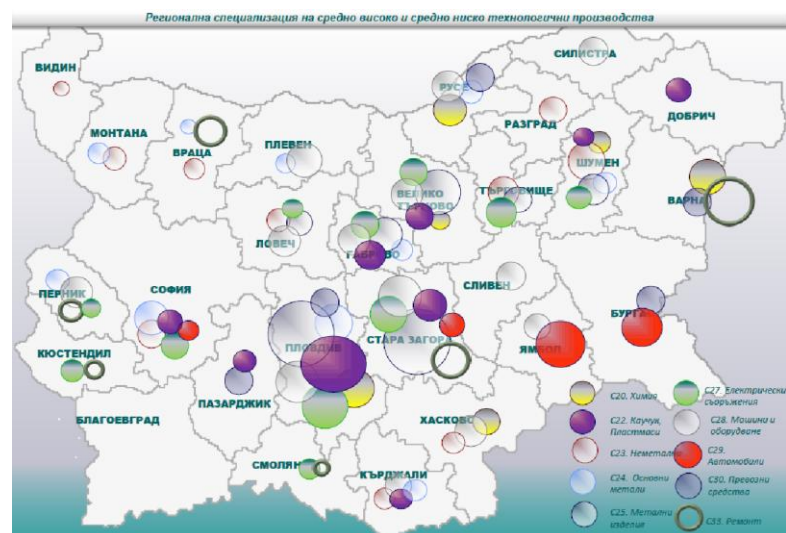 Регионална специализация на средно високо и средно ниско технологични производства
СИЛИСТРА
ВИДИН
РУСЕ
ДОБРИЧ
РАЗГРАД
МОНТАНА
ПЛЕВЕН
ВРАЦА
ШУМЕН
ВЕЛИКО
ТЪРНОВО
ТЪРГОВИЩЕ
ВАРНА
ЛОВЕЧ
ГАБРОВО
СЛИВЕН
СОФИЯ
ПЕРНИК
БУРГАС
ПЛОВДИВ
СТАРА ЗАГОРА
ЯМБОЛ
КЮСТЕНДИЛ
ПАЗАРДЖИК
БЛАГОЕВГРАД
ХАСКОВО
СМОЛЯН
КЪРДЖАЛИ
С20. Химия
С22. Каучук,
Пластмаси
С23. Неметални
С24. Основни
метали
С25. Метални
изделия
С27. Електрически
съоръжения
С28. Машини и
оборудване
С29.
Автомобили
С30. Превозни
средства
С33. Ремонт